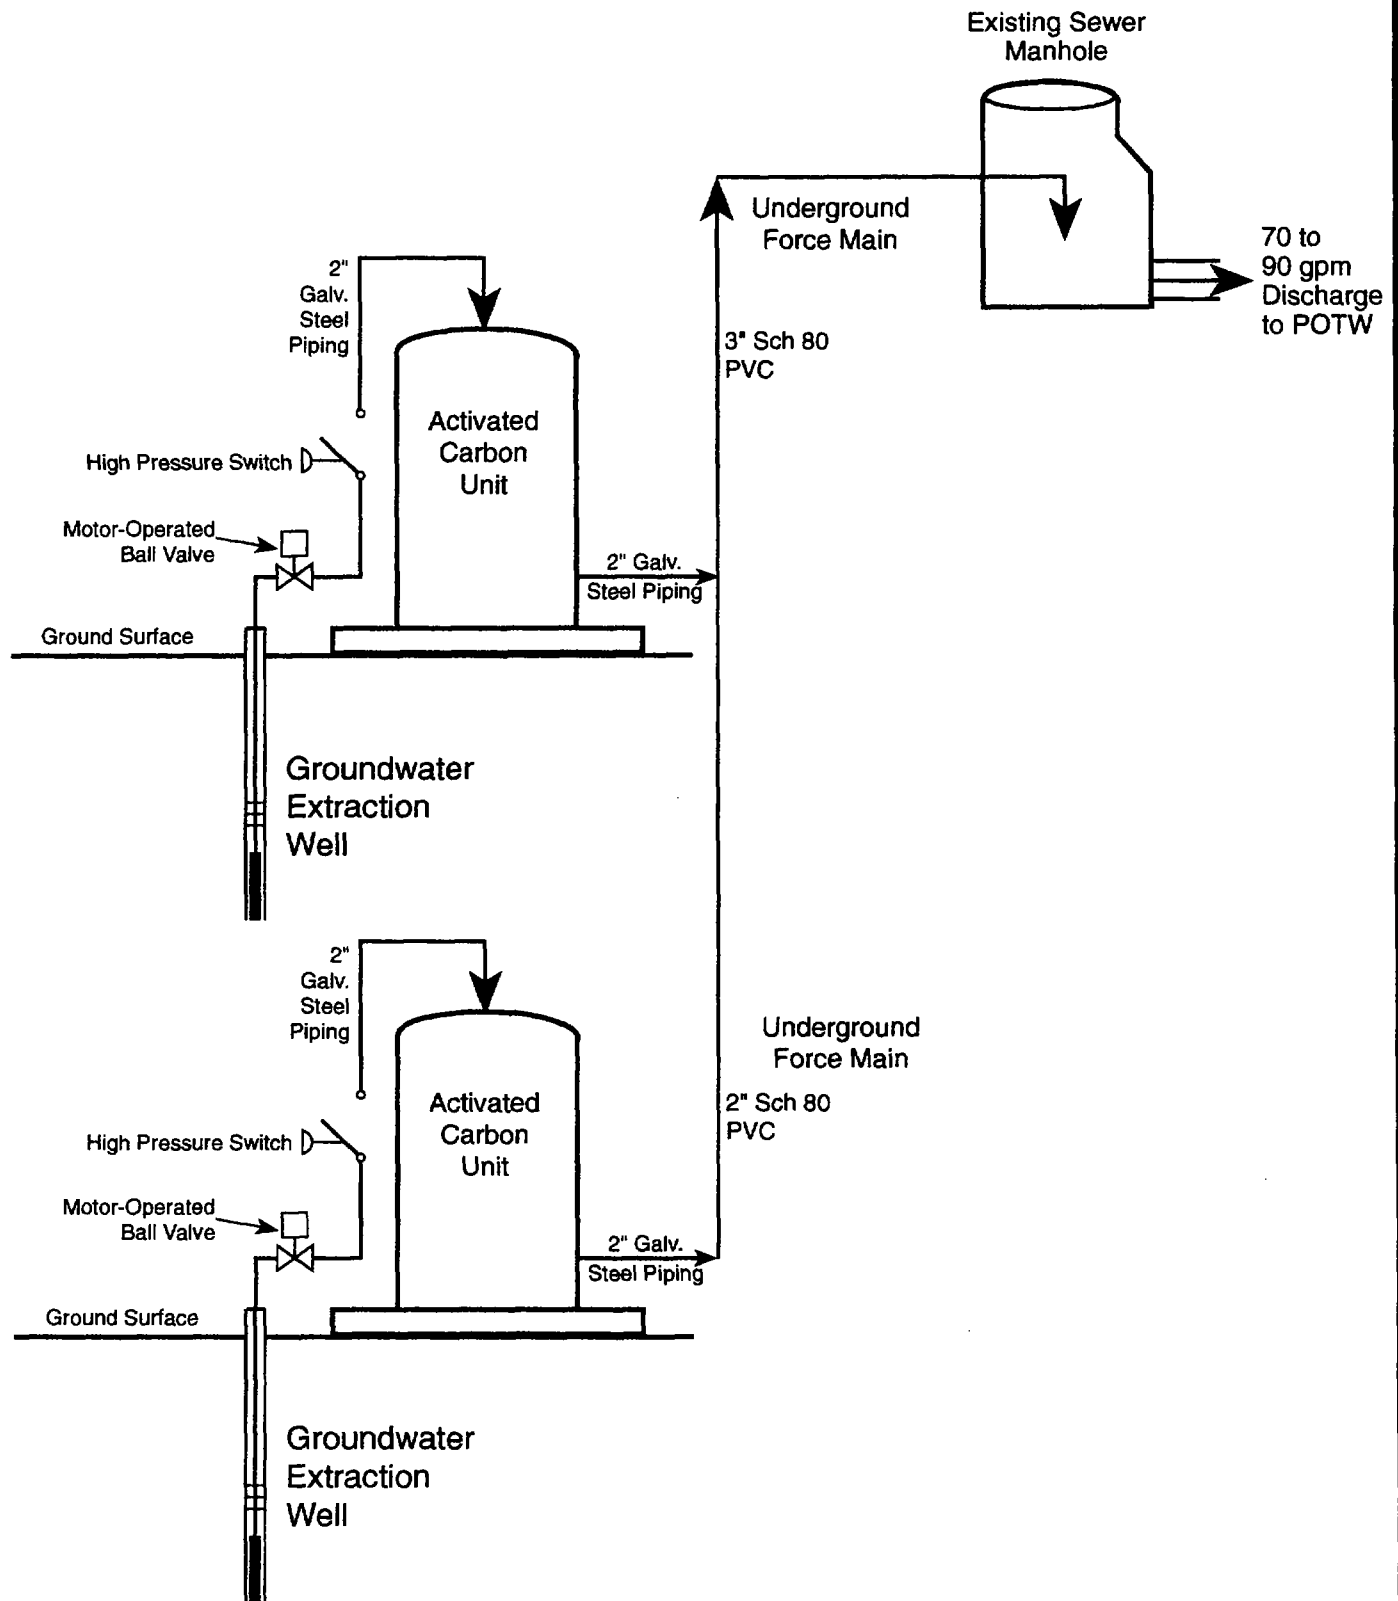 Existing Sewer
Manhole
Underground
Force Main
70 to
90 gpm
Discharge
to POTW
2"
Galv.
Steel
Piping
3" Sch 80
PVC
Activated
Carbon
Unit
High Pressure Switch
Motor-Operated
Ball Valve
2" Galv.
Steel Piping
Ground Surface
Groundwater
Extraction
Well
2"
Galv.
Steel
Piping
Underground
Force Main
2" Sch 80
PVC
Activated
Carbon
Unit
High Pressure Switch
Motor-Operated
Ball Valve
2" Galv.
Steel Piping
Ground Surface
Groundwater
Extraction
Well